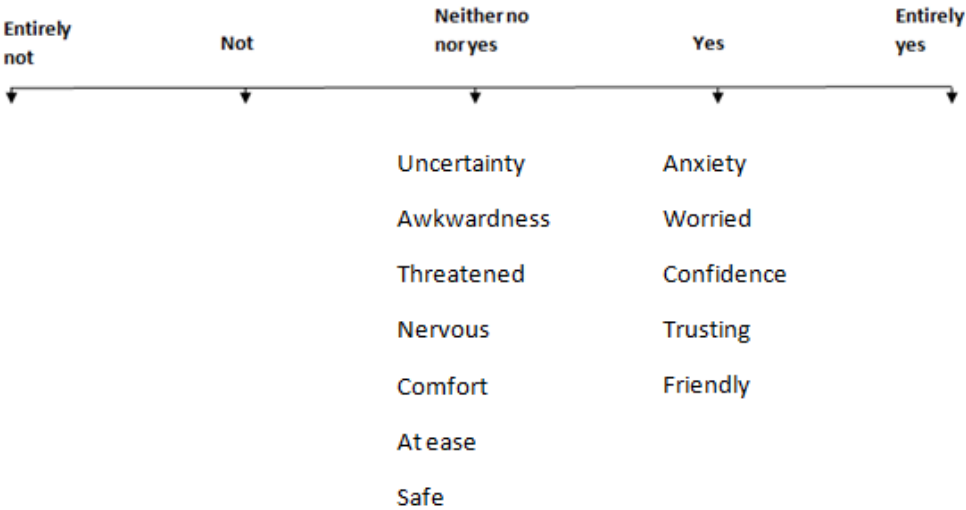 Entirely not
Not
Neither no nor yes
Yes
Entirely yes
Uncertainty
Awkwardness
Threatened
Nervous
Comfort
At ease
Safe
Anxiety
Worried
Confidence
Trusting
Friendly